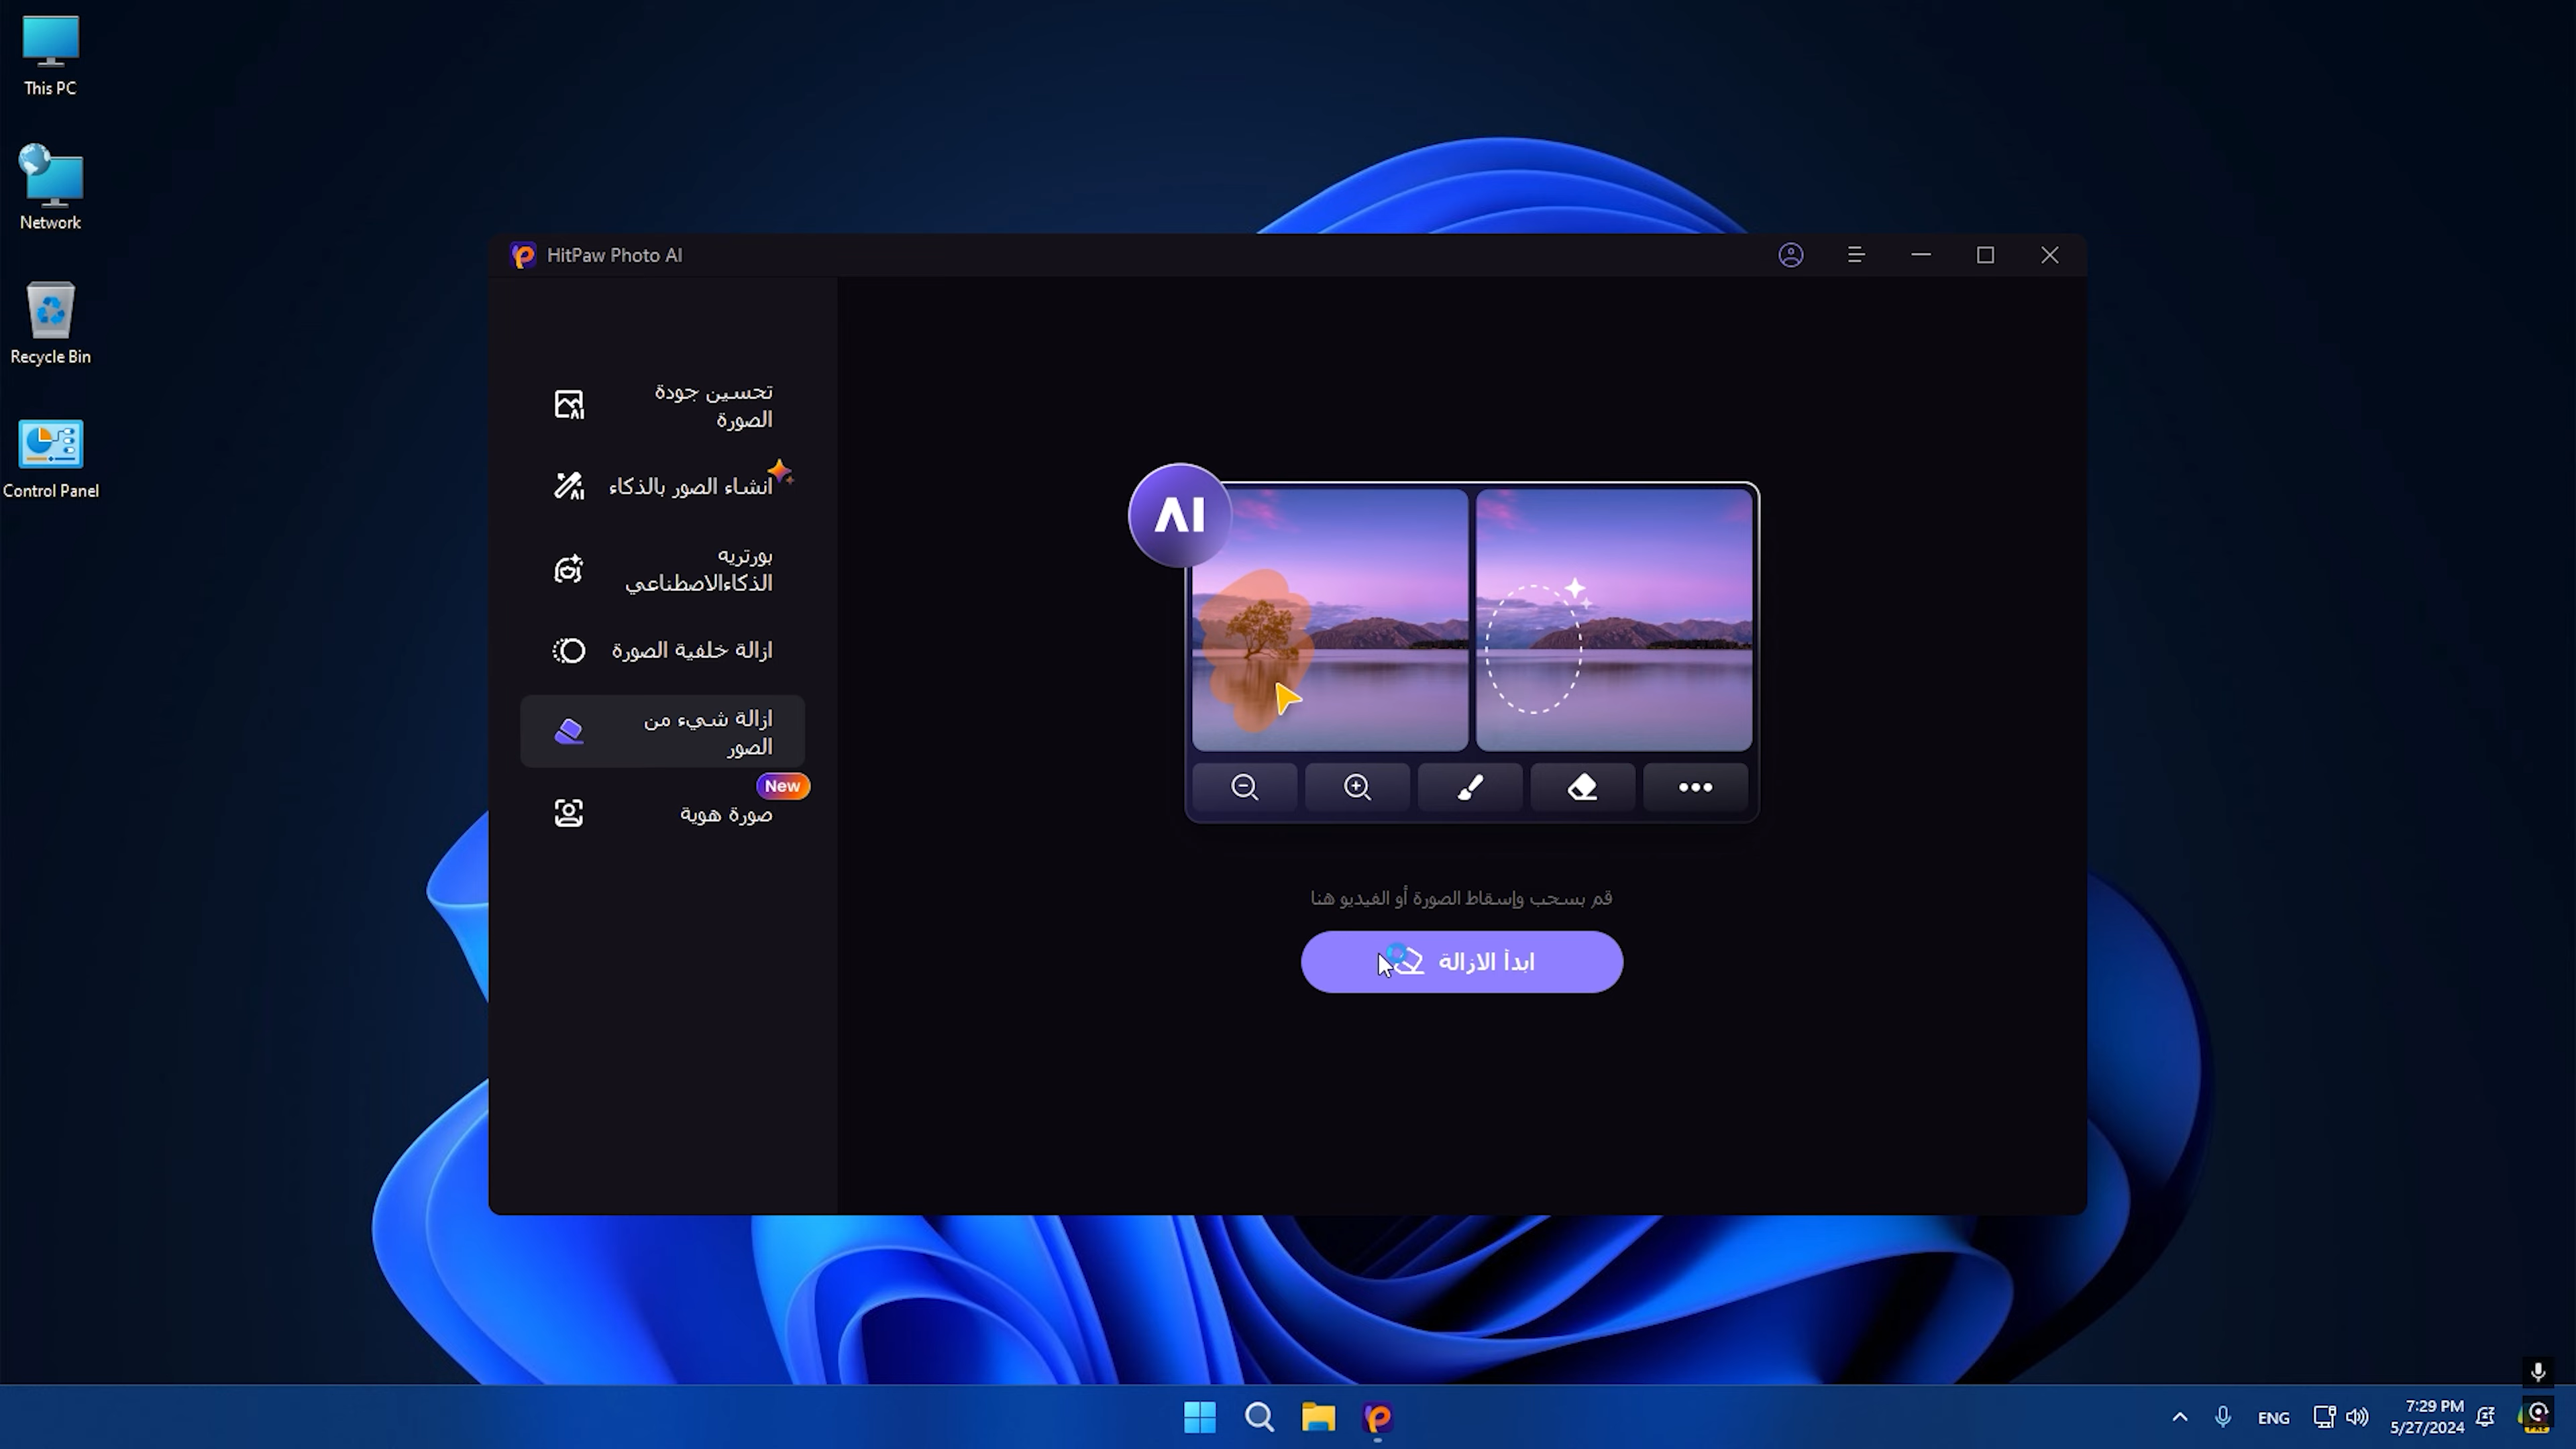 This PC
Network
Recycle Bin
Control Panel
HitPaw Photo AI
تحسين جودة
الصورة
انشاء الصور بالذكاء
بورتريه
الذكاءالاصطناعي
ازالة خلفية الصورة
ازالة شيء من
الصور
New
صورة هوية
AI
قم بسحب وإسقاط الصورة أو الفيديو هنا
ابدأ الازالة
ENG
7:29 PM
5/27/2024
PRE